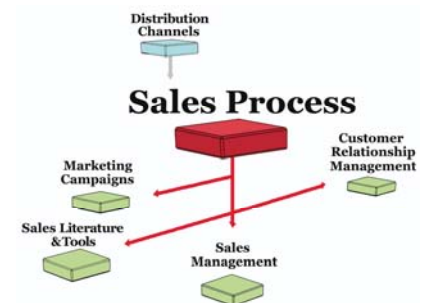 Distribution
Channels
Sales Process
Customer
Relationship
Management
Marketing
Campaigns
Sales Literature
&Tools
Sales
Management